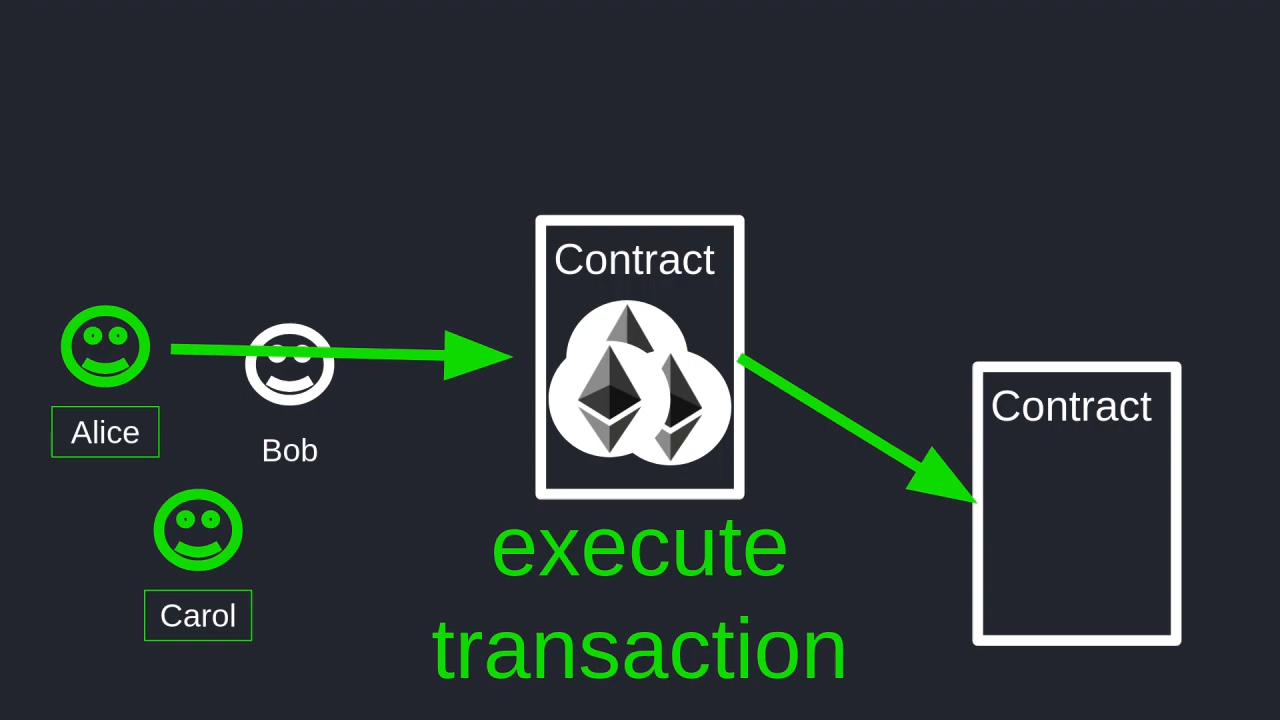 Contract
Alice
Bob
Contract
Carol
execute
transaction